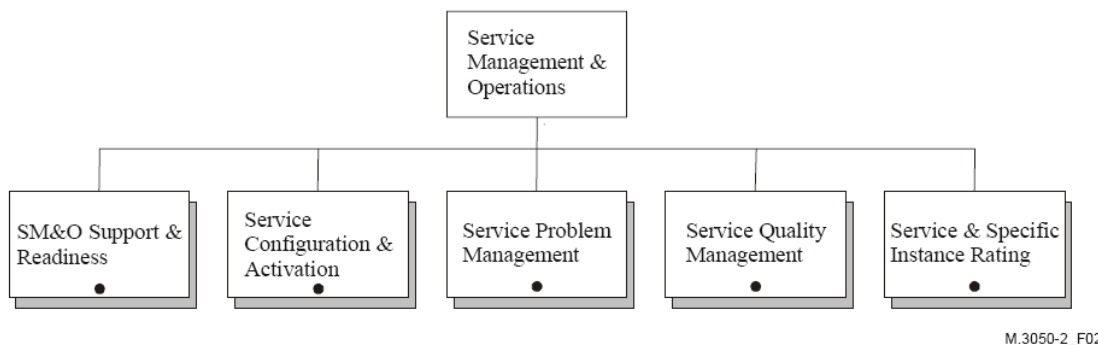 Service
Management &
Operations
SM&O Support &
Readiness
Service
Configuration &
Activation
Service Problem
Management
Service Quality
Management
Service & Specific
Instance Rating
M.3050-2_F02